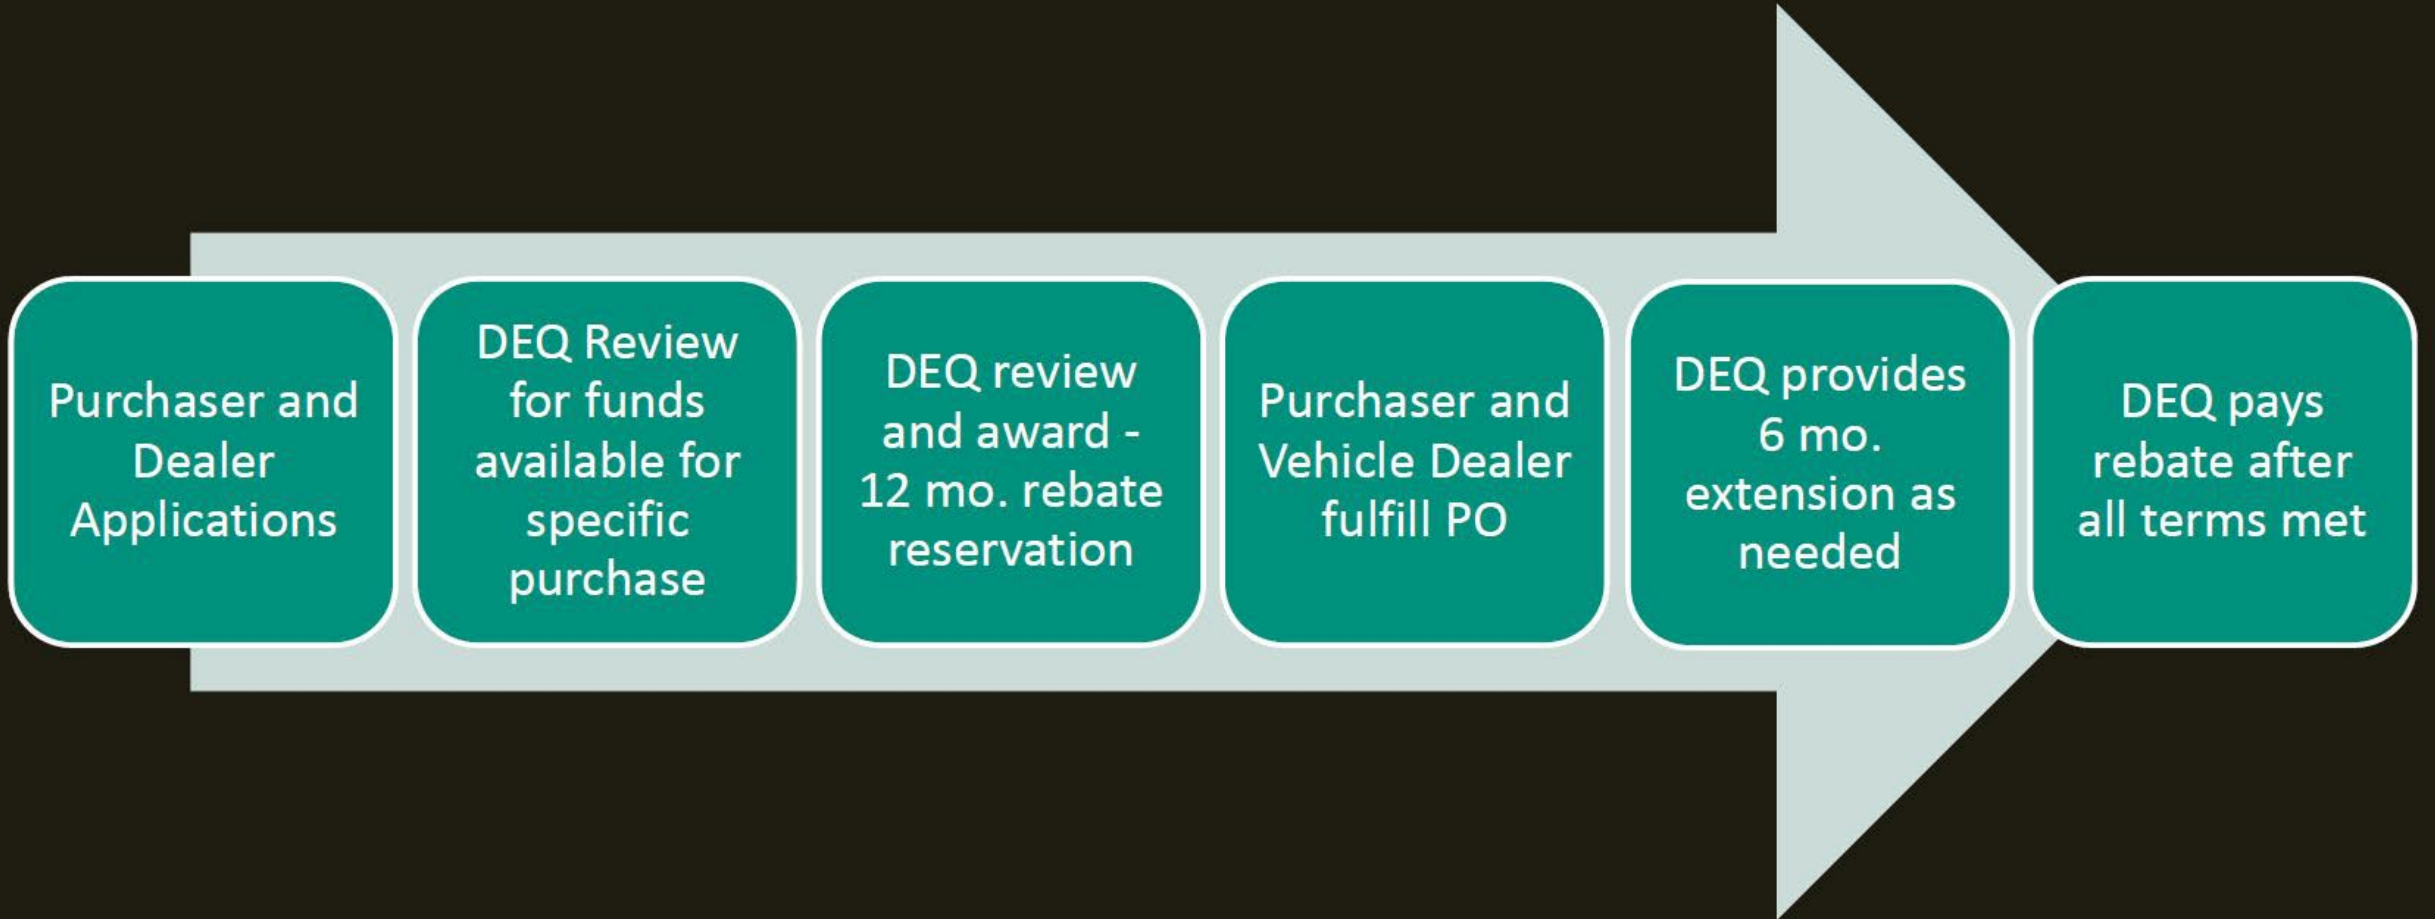 Purchaser and
Dealer
Applications
DEQ Review
for funds
available for
specific
purchase
DEQ review
and award -
12 mo. rebate
reservation
Purchaser and
Vehicle Dealer
fulfill PO
DEQ provides
6 mo.
extension as
needed
DEQ pays
rebate after
all terms met